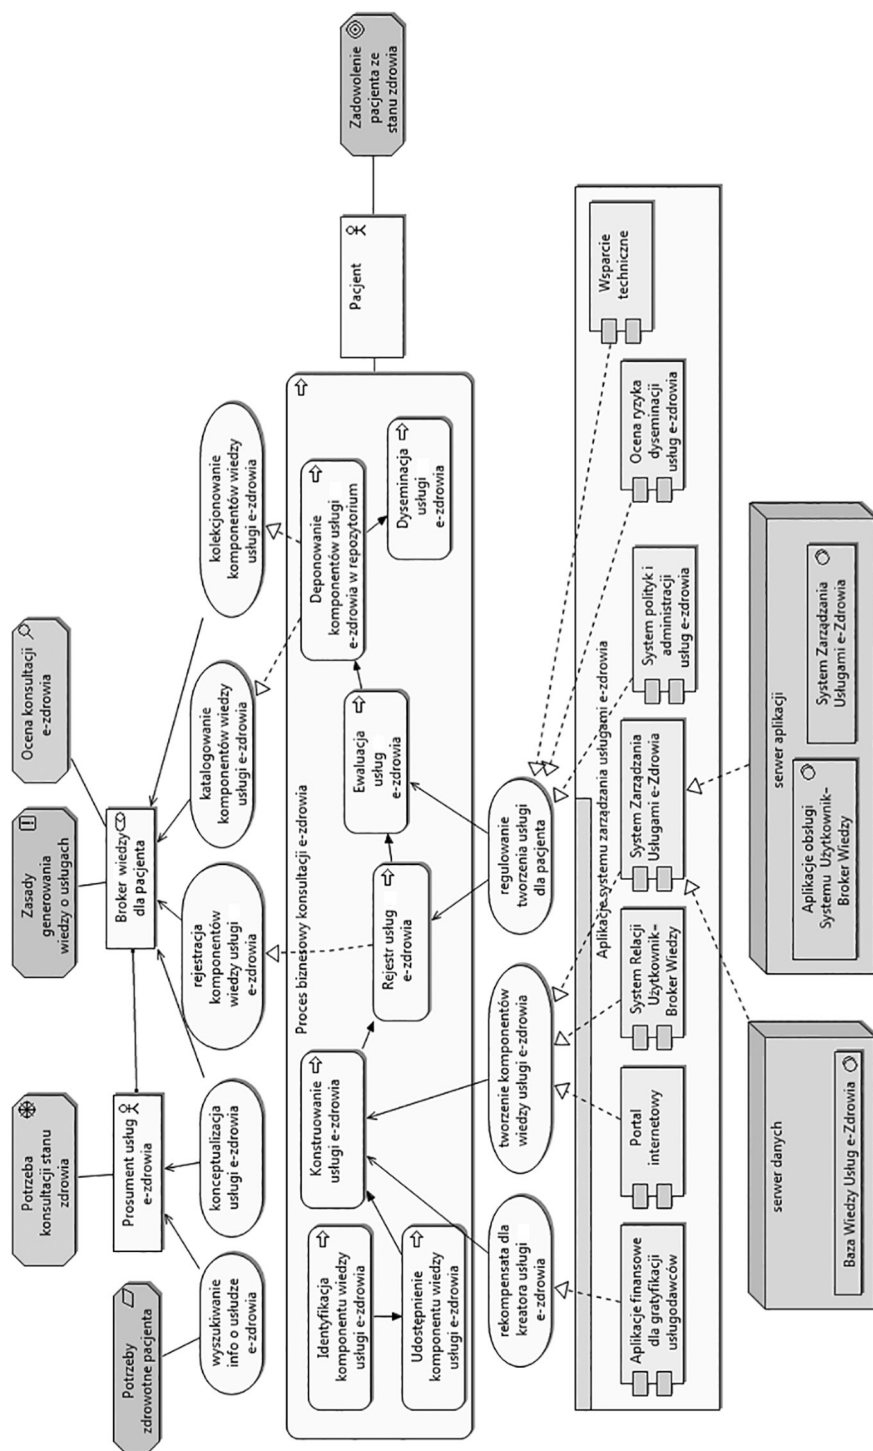 Potrzeby
zdrowotne pacjenta
Potrzeba
konsultacji stanu
zdrowia
Zasady
generowania
wiedzy o usługach
Ocena konsultacji
e-zdrowia
Prosument usług
e-zdrowia
Broker wiedzy
dla pacjenta
wyszukiwanie
info o usłudze
e-zdrowia
konceptualizacja
usługi e-zdrowia
rejestracja
komponentów
wiedzy usługi
e-zdrowia
katalogowanie
komponentów wiedzy
usługi e-zdrowia
kolekcjonowanie
komponentów wiedzy
usługi e-zdrowia
Proces biznesowy konsultacji e-zdrowia
Identyfikacja
komponentu wiedzy
usługi e-zdrowia
Udostępnienie
komponentu wiedzy
usługi e-zdrowia
Konstruowanie
usługi e-zdrowia
Rejestr usług
e-zdrowia
Ewaluacja
usług
e-zdrowia
Deponowanie
komponentów usługi
e-zdrowia w repozytorium
Dyseminacja
usługi
e-zdrowia
Pacjent
Zadowolenie
pacjenta ze
stanu zdrowia
rekompensata dla
kreatora usługi
e-zdrowia
tworzenie komponentów
wiedzy usługi e-zdrowia
regulowanie
tworzenia usługi
dla pacjenta
Aplikacje systemu zarządzania usługami e-zdrowia
Aplikacje finansowe
dla gratyfikacji
usługodawców
Portal
internetowy
System Relacji
Użytkownik–
Broker Wiedzy
System Zarządzania
Usługami e-Zdrowia
System polityk i
administracji
usług e-zdrowia
Ocena ryzyka
dyseminacji
usług e-zdrowia
Wsparcie
techniczne
serwer danych
Baza Wiedzy Usług e-Zdrowia
serwer aplikacji
Aplikacje obsługi
Systemu Użytkownik–
Broker Wiedzy
System Zarządzania
Usługami e-Zdrowia